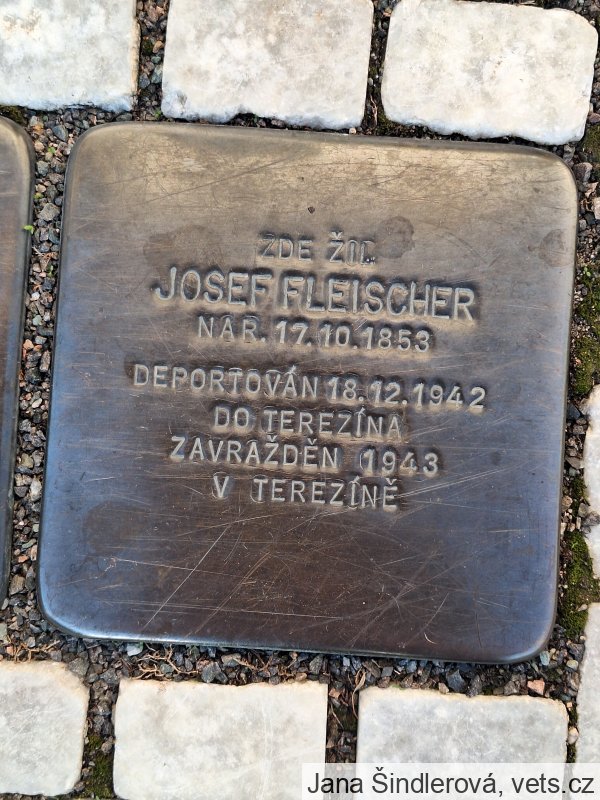 ZDE ŽIL
JOSEF FLEISCHER
NAR. 17.10.1853
DEPORTOVÁN 18.12.1942
DO TEREZÍNA
ZAVRAŽDĚN 1943
V TEREZÍNĚ
Jana Šindlerová, vets.cz